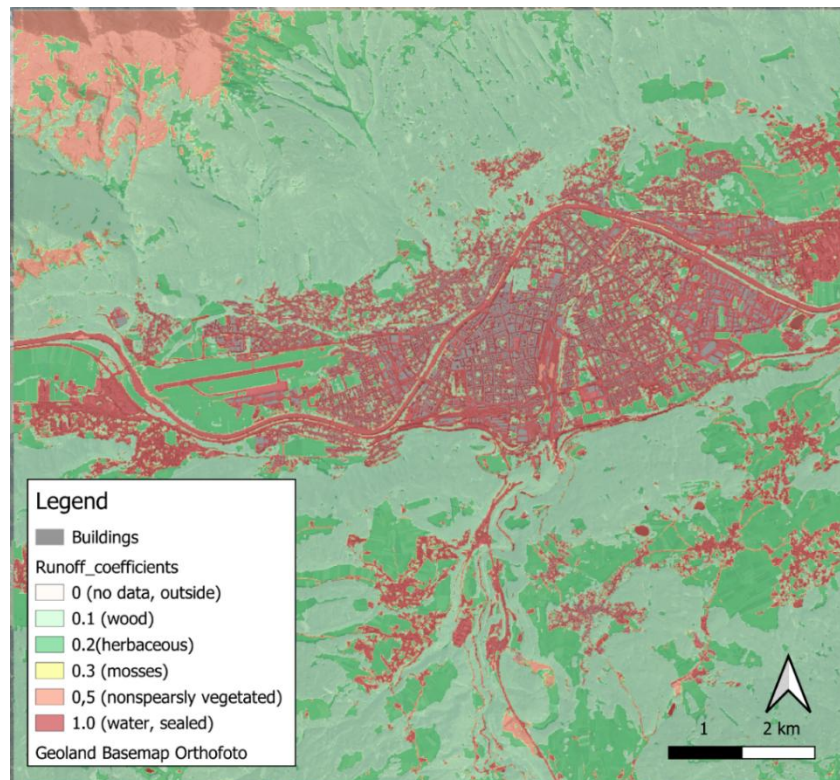 Legend
Buildings
Runoff_coefficients
0 (no data, outside)
0.1 (wood)
0.2(herbaceous)
0.3 (mosses)
0,5 (nonspearsly vegetated)
1.0 (water, sealed)
Geoland Basemap Orthofoto
1 2 km